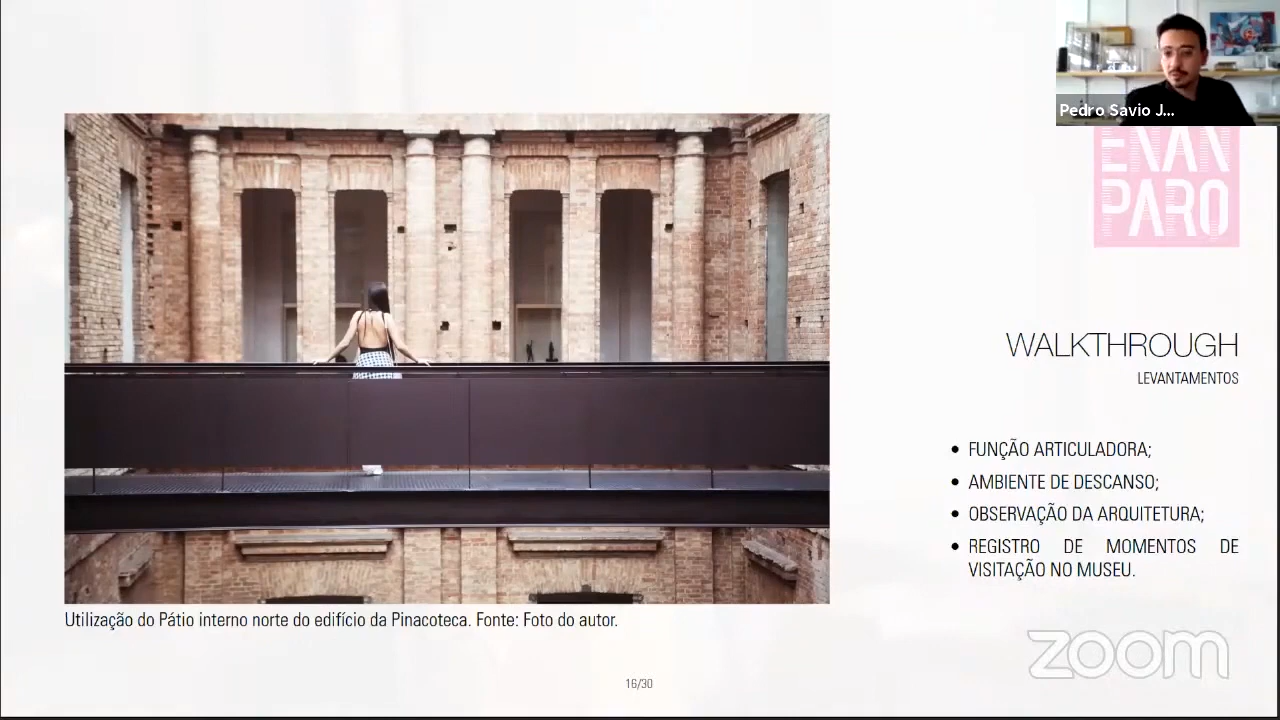 Pedro Savio J...
ENAN
PARQ
WALKTHROUGH
LEVANTAMENTOS
• FUNÇÃO ARTICULADORA;
• AMBIENTE DE DESCANSO;
• OBSERVAÇÃO DA ARQUITETURA;
• REGISTRO DE MOMENTOS DE
VISITAÇÃO NO MUSEU.
Utilização do Pátio interno norte do edifício da Pinacoteca. Fonte: Foto do autor.
zoom
16/30